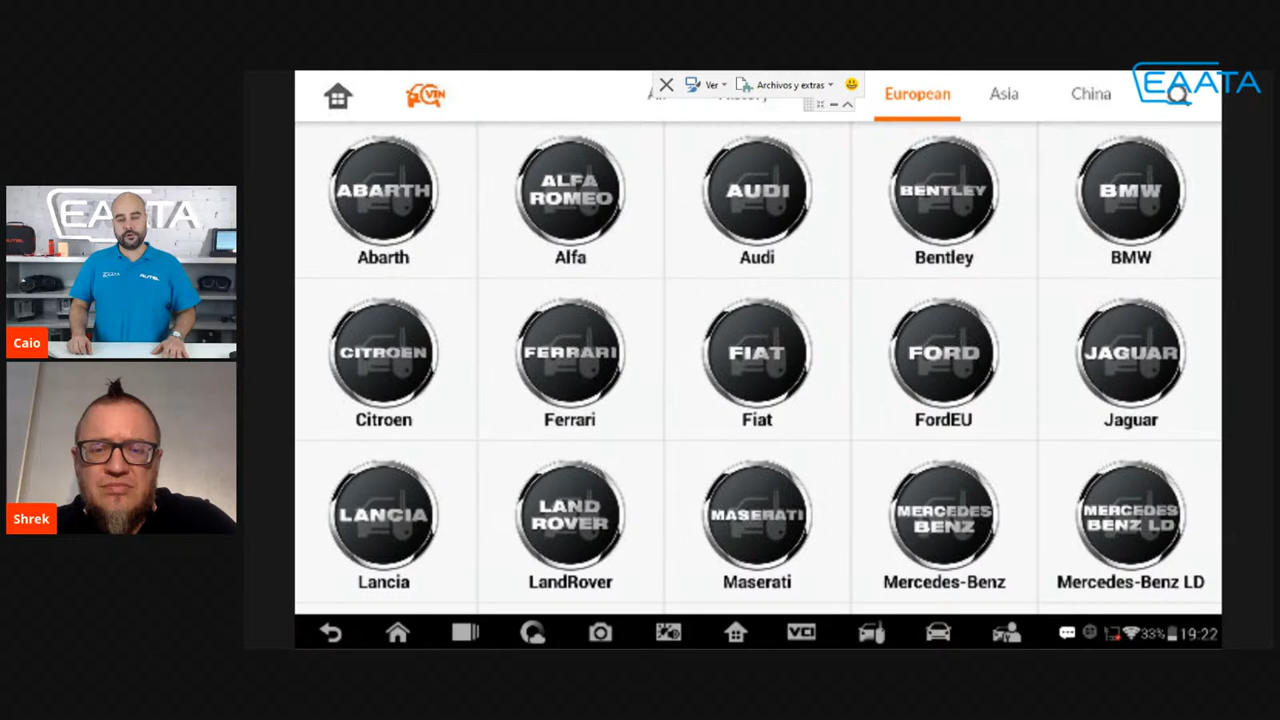 VIN
Ver
Archivos y extras
European
Asia
China
EAATA
ABARTH
ALFA
ROMEO
AUDI
BENTLEY
BMW
Abarth
Alfa
Audi
Bentley
BMW
EAATA
AUTEL
Caio
CITROEN
FERRARI
FIAT
FORD
JAGUAR
Citroen
Ferrari
Fiat
FordEU
Jaguar
Shrek
LANCIA
LAND
ROVER
MASERATI
MERCEDES
BENZ
MERCEDES
BENZ LD
Lancia
LandRover
Maserati
Mercedes-Benz
Mercedes-Benz LD
VCI
33%
19:22